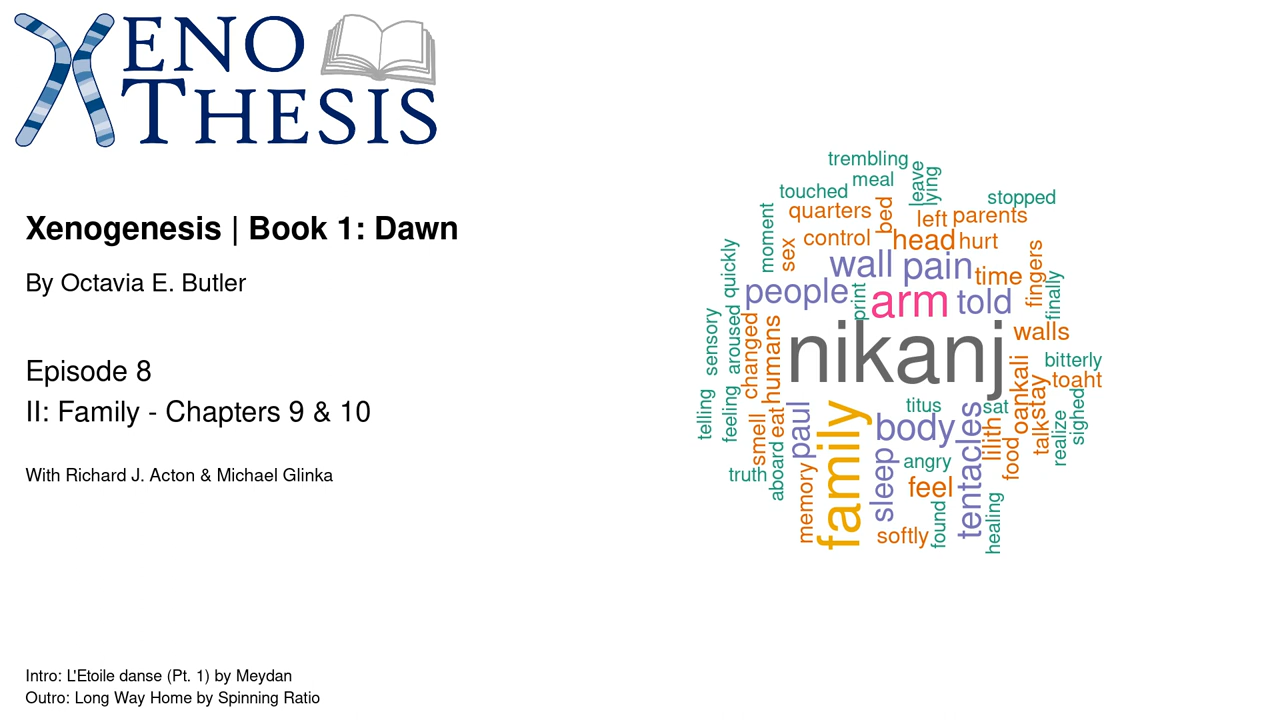 XENO
THESIS
Xenogenesis | Book 1: Dawn
By Octavia E. Butler
Episode 8
II: Family - Chapters 9 & 10
With Richard J. Acton & Michael Glinka
Intro: L'Etoile danse (Pt. 1) by Meydan
Outro: Long Way Home by Spinning Ratio
trembling
meal
leave
lying
touched
stopped
quarters
bed
left
parents
moment
sex
control
head
hurt
quickly
wall
pain
time
fingers
finally
people
print
arm
told
sensory
aroused
changed
humans
nikanj
walls
bitterly
toaht
oankali
telling
feeling
smell
eat
paul
family
titus
sat
body
tentacles
lilith
food
talk
stay
realize
sighed
truth
aboard
memory
sleep
angry
feel
softly
found
healing